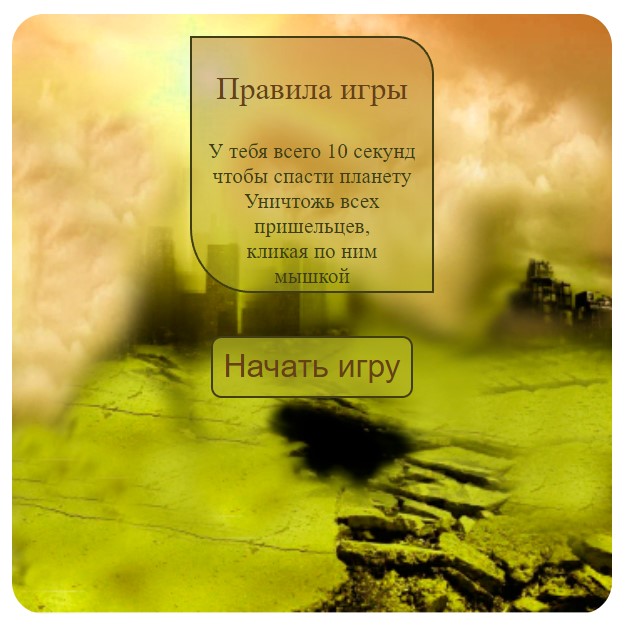 Правила игры
У тебя всего 10 секунд
чтобы спасти планету
Уничтожь всех
пришельцев,
кликая по ним
мышкой
Начать игру